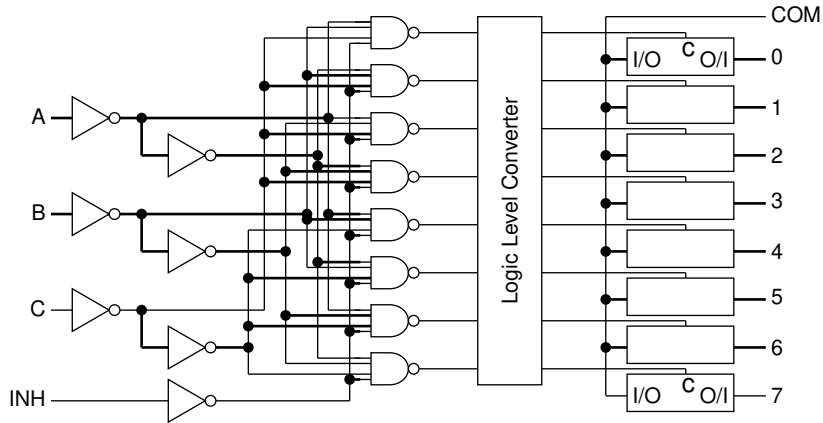 COM
I/O C O/I 0
1
A
2
3
B
4
Logic Level Converter
5
C
6
I/O C O/I 7
INH